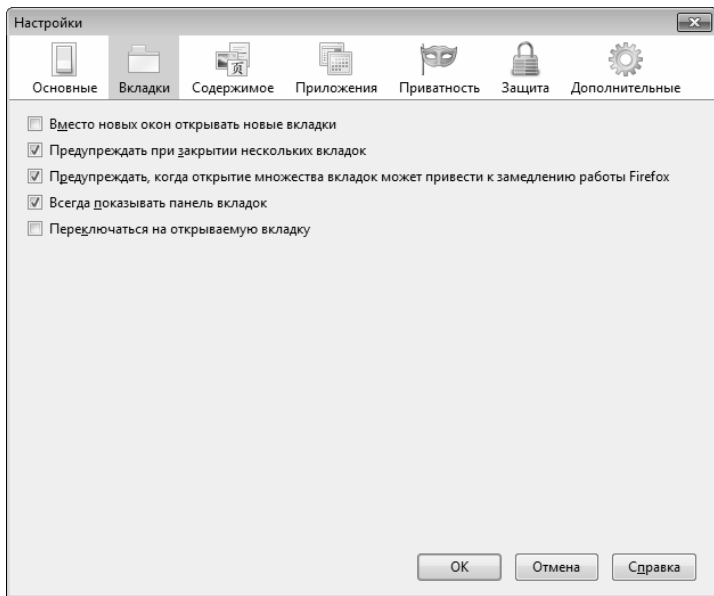 Настройки
Основные Вкладки Содержимое Приложения Приватность Защита Дополнительные
页
Вместо новых окон открывать новые вкладки
Предупреждать при закрытии нескольких вкладок
Предупреждать, когда открытие множества вкладок может привести к замедлению работы Firefox
Всегда показывать панель вкладок
Переключаться на открываемую вкладку
OK Отмена Справка